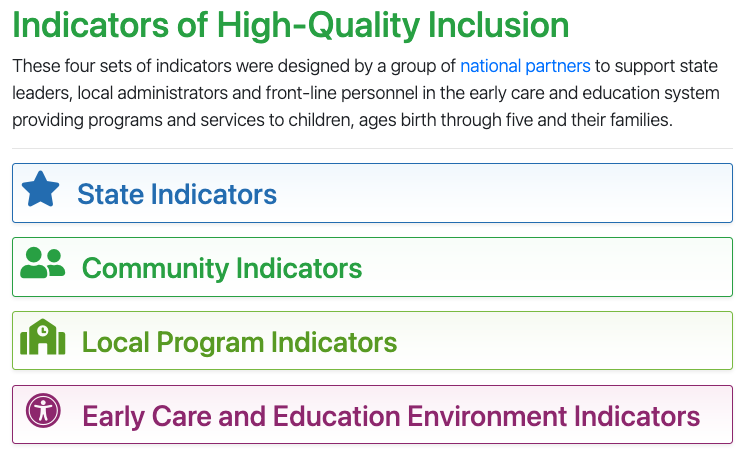 Indicators of High-Quality Inclusion
These four sets of indicators were designed by a group of national partners to support state
leaders, local administrators and front-line personnel in the early care and education system
providing programs and services to children, ages birth through five and their families.
State Indicators
Community Indicators
Local Program Indicators
Early Care and Education Environment Indicators